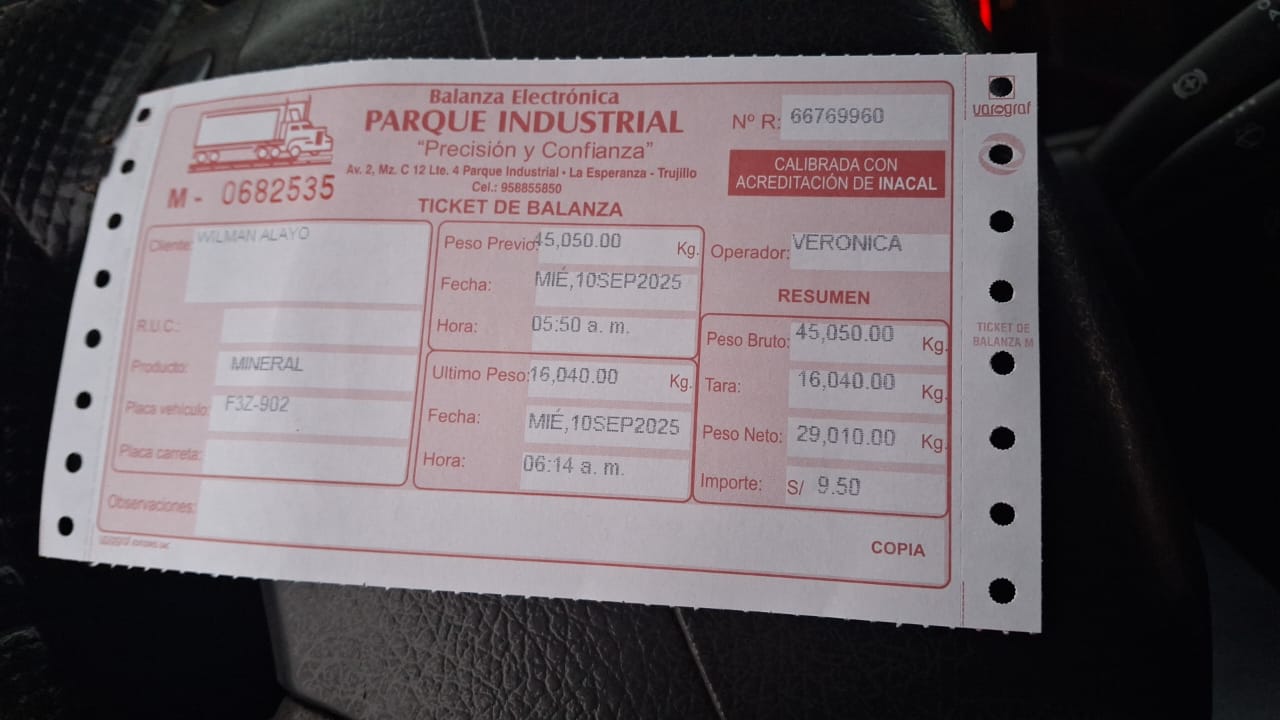 Balanza Electrónica
PARQUE INDUSTRIAL
"Precisión y Confianza"
Av. 2, Mz. C 12 Lte. 4 Parque Industrial - La Esperanza - Trujillo
Cel.: 958855850
M - 0682535
TICKET DE BALANZA
Nº R: 66769960
CALIBRADA CON
ACREDITACIÓN DE INACAL
Cliente: WILMAN ALAYO
R.U.C.:
Producto: MINERAL
Placa vehículo: F3Z-902
Placa carreta:
Observaciones:
Peso Previo: 45,050.00 Kg.
Fecha: MIÉ,10SEP2025
Hora: 05:50 a. m.
Ultimo Peso: 16,040.00 Kg.
Fecha: MIÉ,10SEP2025
Hora: 06:14 a. m.
Operador: VERONICA
RESUMEN
Peso Bruto: 45,050.00 Kg.
Tara: 16,040.00 Kg.
Peso Neto: 29,010.00 Kg.
Importe: S/ 9.50
COPIA
varograf
TICKET DE
BALANZA M